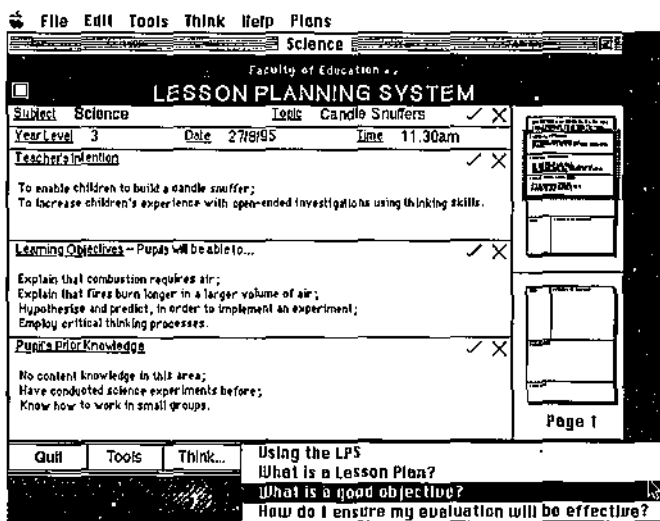 File Edit Tools Think Help Plans
Science
Faculty of Education
LESSON PLANNING SYSTEM
Subject Science Topic Candle Snuffers
Year Level 3 Date 27/8/95 Time 11.30am
Teacher's Intention
To enable children to build a candle snuffer;
To increase children's experience with open-ended investigations using thinking skills.
Learning Objectives - Pupils will be able to...
Explain that combustion requires air;
Explain that fires burn longer in a larger volume of air;
Hypothesise and predict, in order to implement an experiment;
Employ critical thinking processes.
Pupil's Prior Knowledge
No content knowledge in this area;
Have conducted science experiments before;
Know how to work in small groups.
Page 1
Quit Tools Think...
Using the LPS
What is a Lesson Plan?
What is a good objective?
How do I ensure my evaluation will be effective?